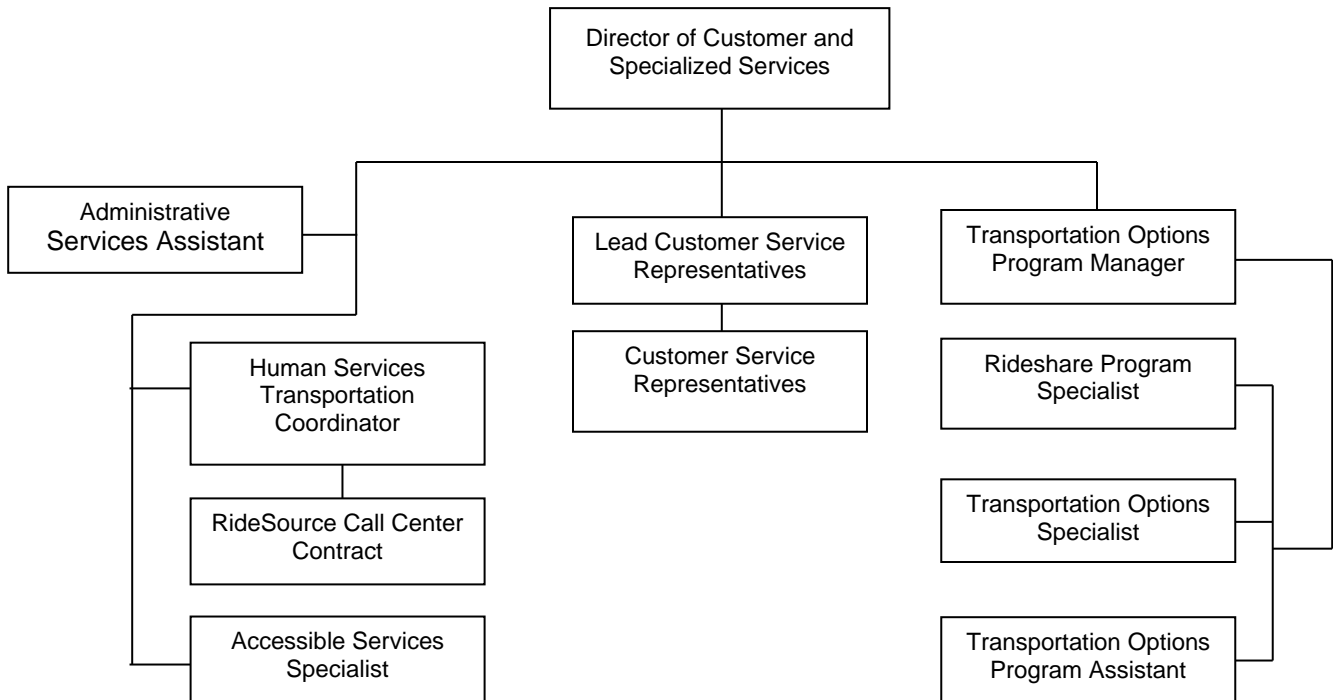 Director of Customer and
Specialized Services
Administrative
Services Assistant
Lead Customer Service
Representatives
Transportation Options
Program Manager
Human Services
Transportation
Coordinator
Customer Service
Representatives
Rideshare Program
Specialist
RideSource Call Center
Contract
Transportation Options
Specialist
Accessible Services
Specialist
Transportation Options
Program Assistant